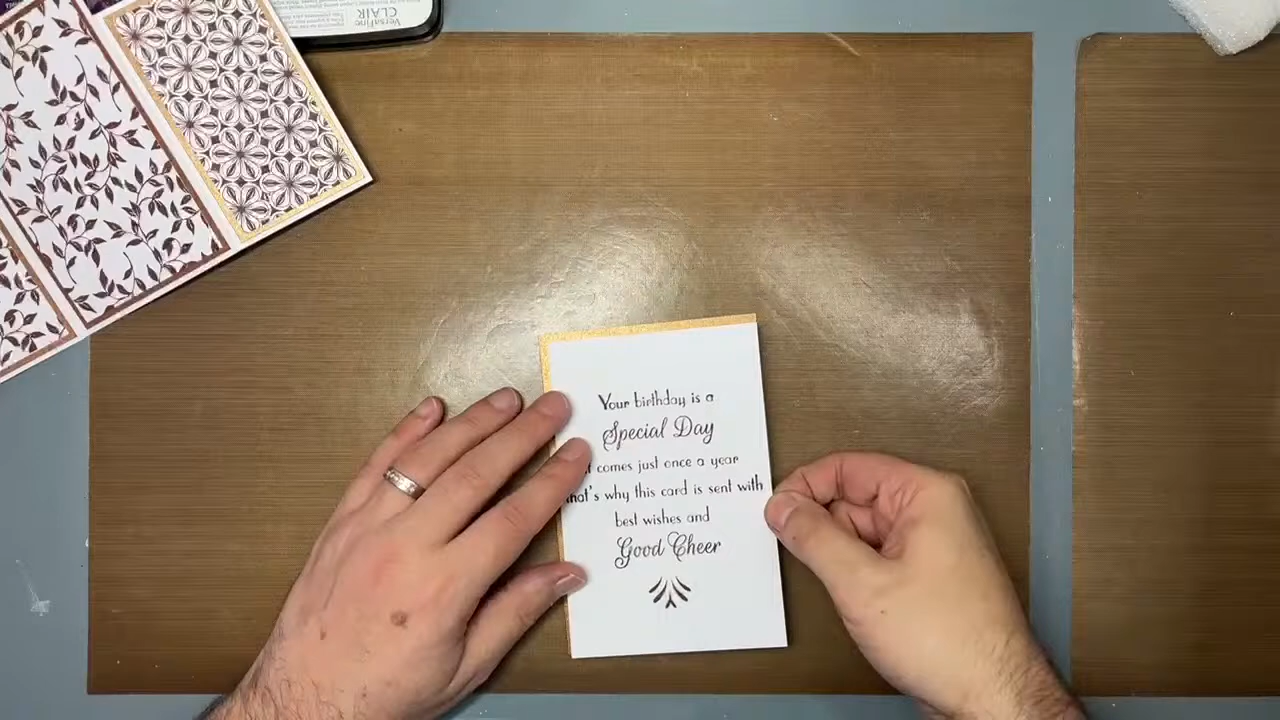 VersaFine
CLAIR
Your birthday is a
Special Day
comes just once a year
why this card is sent with
best wishes and
Good Cheer